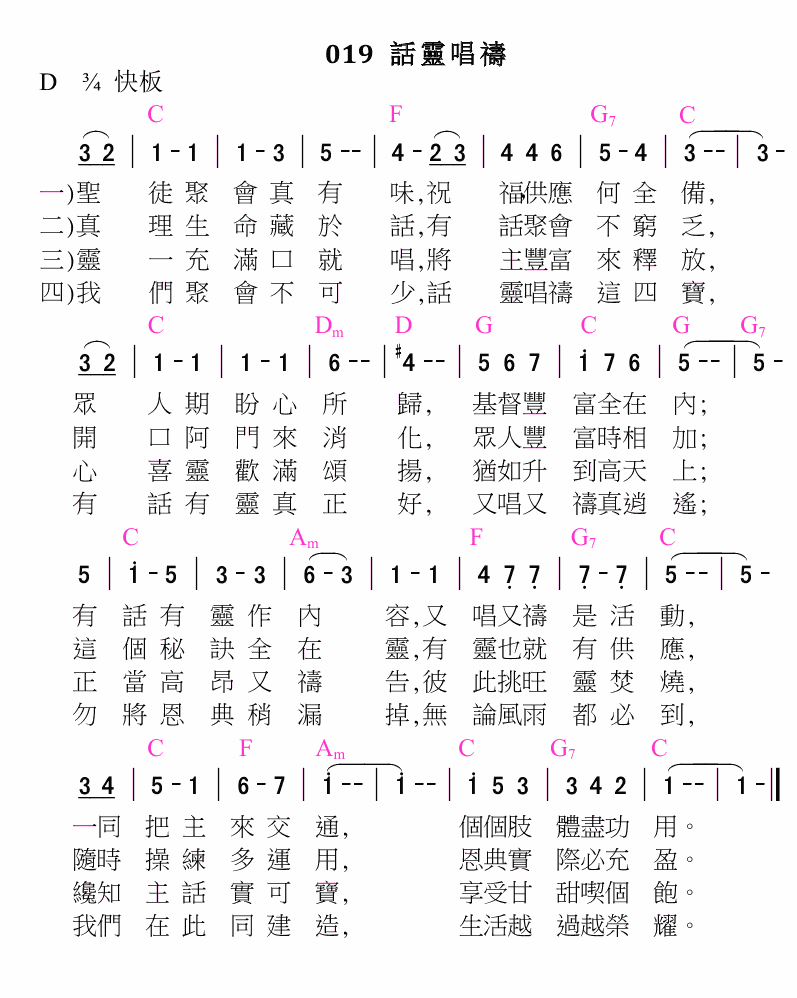 019 話靈唱禱
D ¾ 快板
C F G7 C
3 2 | 1 - 1 | 1 - 3 | 5 -- | 4 - 2 3 | 4 4 6 | 5 - 4 | 3 -- | 3 -
一)聖 徒聚 會真有 味,祝 福,供應 何全備,
二)真 理生 命藏於 話,有 話聚會 不窮乏,
三)靈 一充 滿口就 唱,將 主豐富 來釋放,
四)我 們聚 會不可 少,話 靈唱禱 這四寶,
C Dm D G C G G7
3 2 | 1 - 1 | 1 - 1 | 6 -- | #4 -- | 5 6 7 | i 7 6 | 5 -- | 5 -
眾 人期 盼心所 歸, 基督豐 富全在 內;
開 口阿 門來消 化, 眾人豐 富時相 加;
心 喜靈 歡滿頌 揚, 猶如升 到高天 上;
有 話有 靈真正 好, 又唱又 禱真逍 遙;
C Am F G7 C
5 | i - 5 | 3 - 3 | 6 - 3 | 1 - 1 | 4 7̣ 7̣ | 7̣ - 7̣ | 5 -- | 5 -
有 話有 靈作內 容,又 唱又禱 是活 動,
這 個秘 訣全在 靈,有 靈也就 有供 應,
正 當高 昂又禱 告,彼 此挑旺 靈焚 燒,
勿 將恩 典稍漏 掉,無 論風雨 都必 到,
C F Am C G7 C
3 4 | 5 - 1 | 6 - 7 | i -- | i -- | i 5 3 | 3 4 2 | 1 -- | 1 - ||
一同 把主 來交 通, 個個肢 體盡功 用。
隨時 操練 多運 用, 恩典實 際必充 盈。
纔知 主話 實可 寶, 享受甘 甜喫個 飽。
我們 在此 同建 造, 生活越 過越榮 耀。